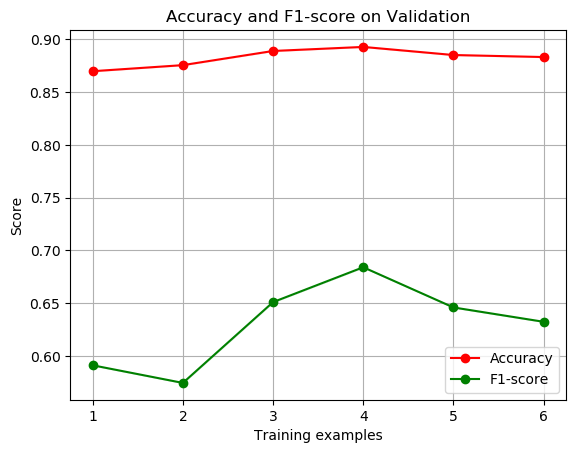 Accuracy and F1-score on Validation
0.90
0.85
0.80
0.75
0.70
0.65
0.60
Score
Accuracy
F1-score
1 2 3 4 5 6
Training examples